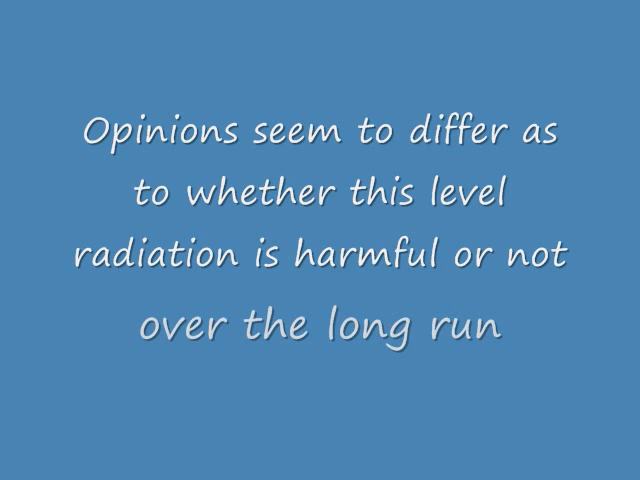 Opinions seem to differ as
to whether this level
radiation is harmful or not
over the long run